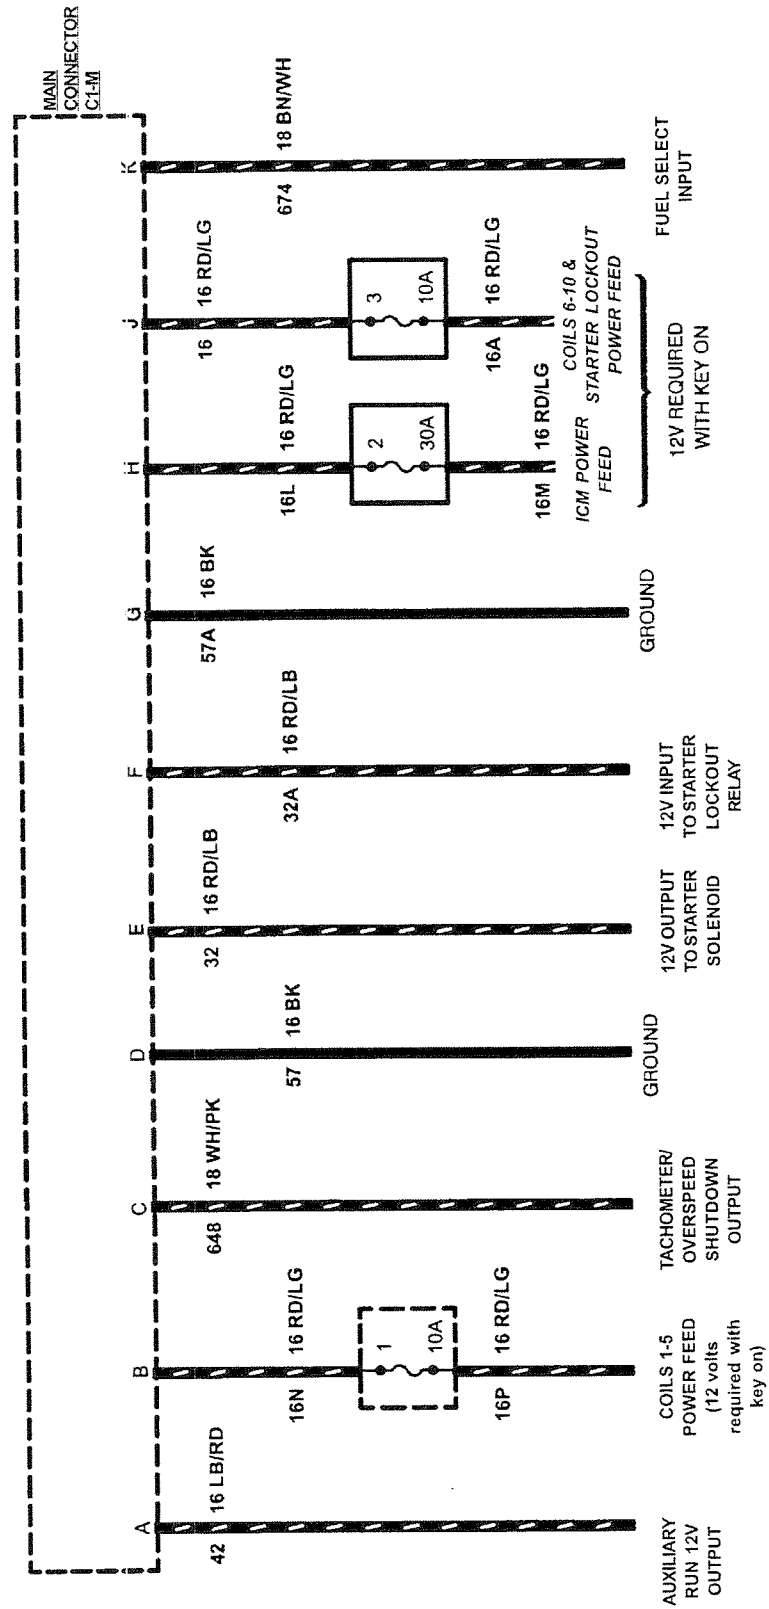 MAIN
CONNECTOR
C1-M
A
42
16 LB/RD
AUXILIARY
RUN 12V
OUTPUT
B
16N
16 RD/LG
1
10A
16P
16 RD/LG
COILS 1-5
POWER FEED
(12 volts
required with
key on)
C
648
18 WH/PK
TACHOMETER/
OVERSPEED
SHUTDOWN
OUTPUT
D
57
16 BK
GROUND
E
32
16 RD/LB
12V OUTPUT
TO STARTER
SOLENOID
F
32A
16 RD/LB
12V INPUT
TO STARTER
LOCKOUT
RELAY
G
57A
16 BK
GROUND
H
16L
16 RD/LG
2
30A
16M
16 RD/LG
ICM POWER
FEED
J
16
16 RD/LG
3
10A
16A
16 RD/LG
COILS 6-10 &
STARTER LOCKOUT
POWER FEED
12V REQUIRED
WITH KEY ON
K
674
18 BN/WH
FUEL SELECT
INPUT